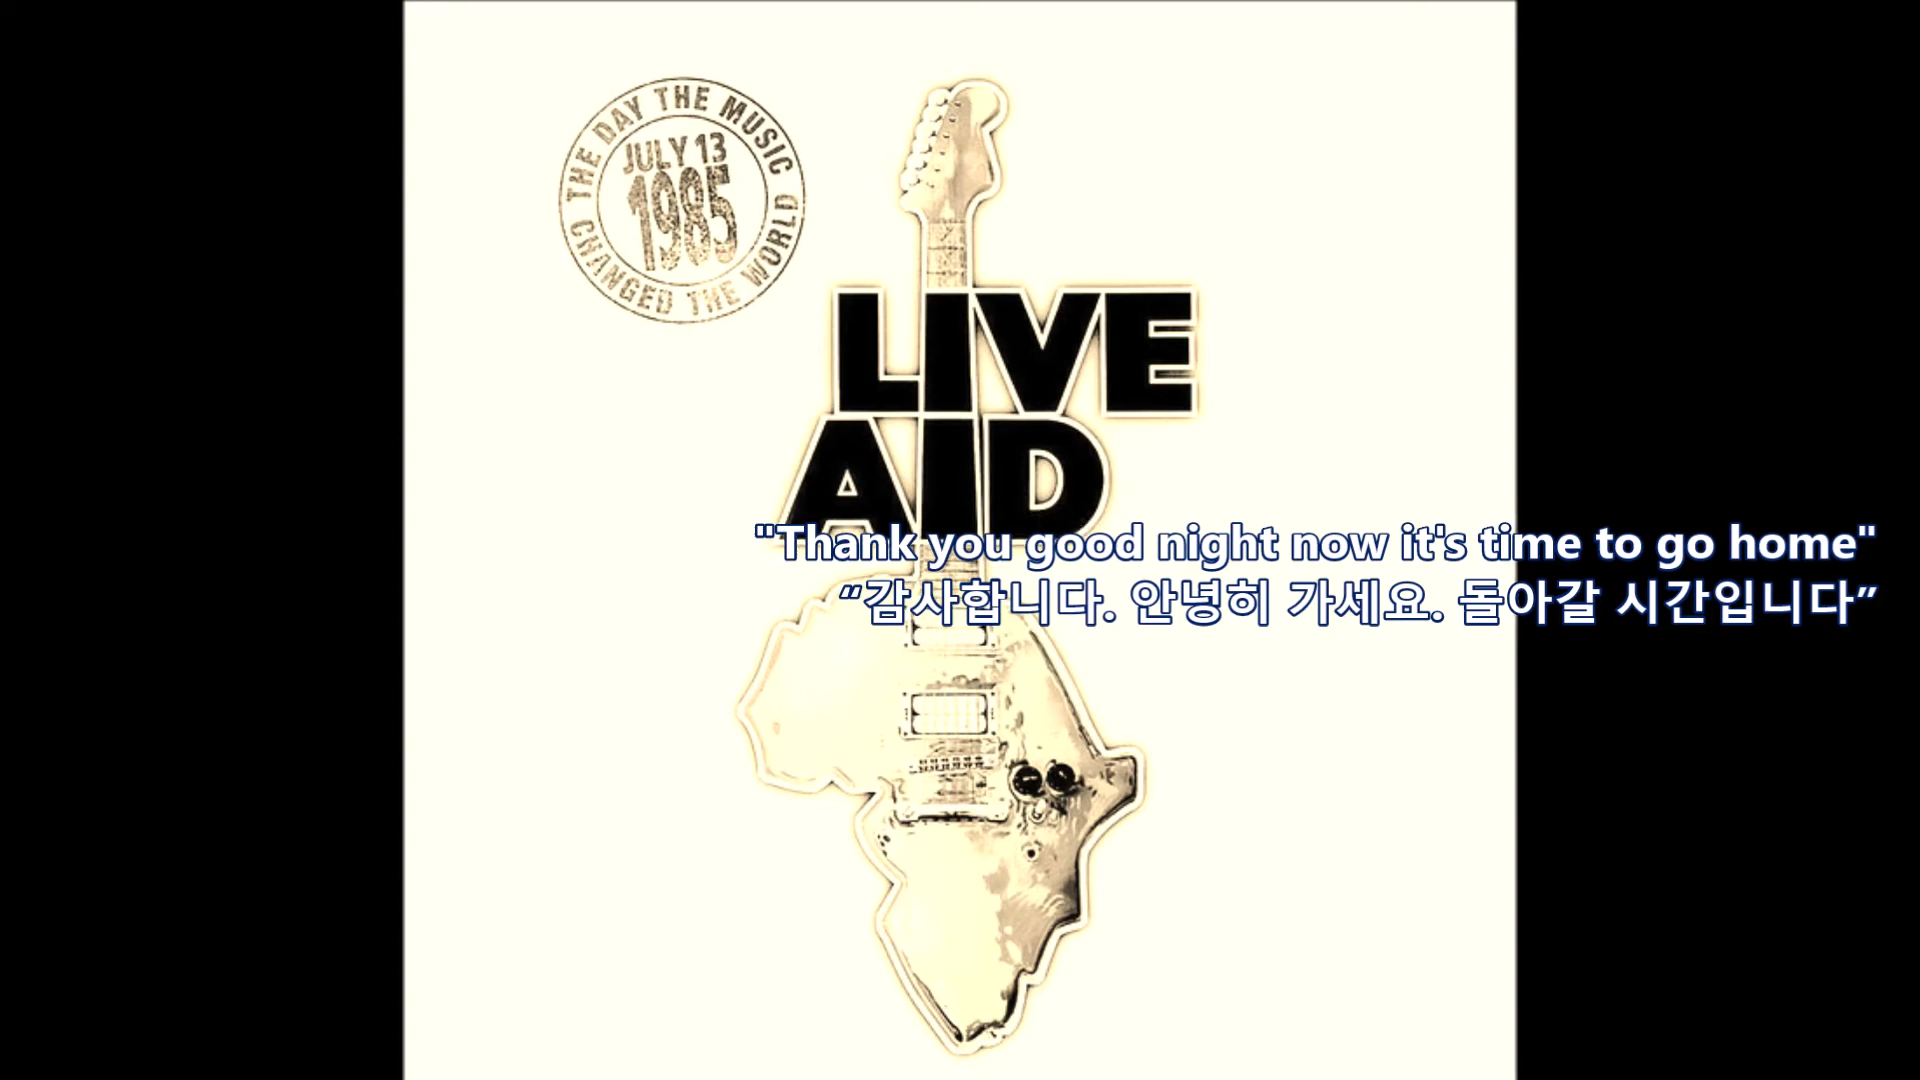 THE DAY THE MUSIC
CHANGED THE WORLD
JULY 13
1985
LIVE
AID
"Thank you good night now it's time to go home"
“감사합니다. 안녕히 가세요. 돌아갈 시간입니다”